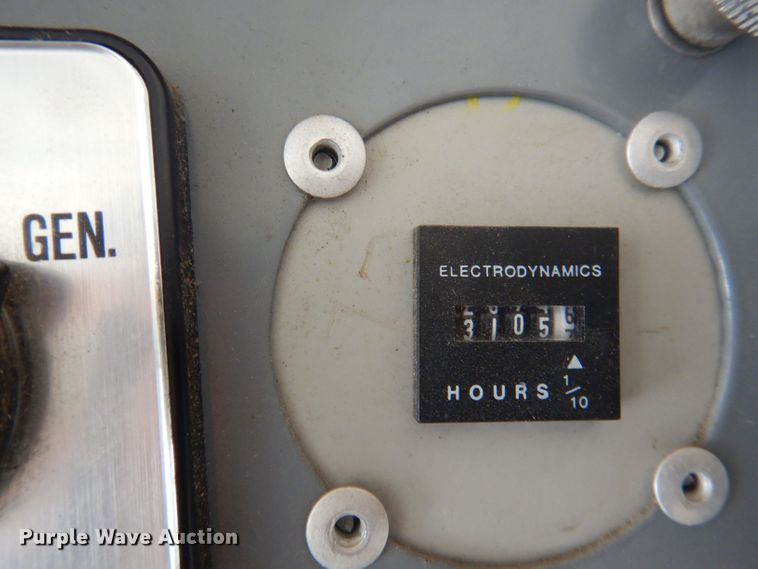 GEN.
ELECTRODYNAMICS
3105
HOURS 1/10
Purple Wave Auction